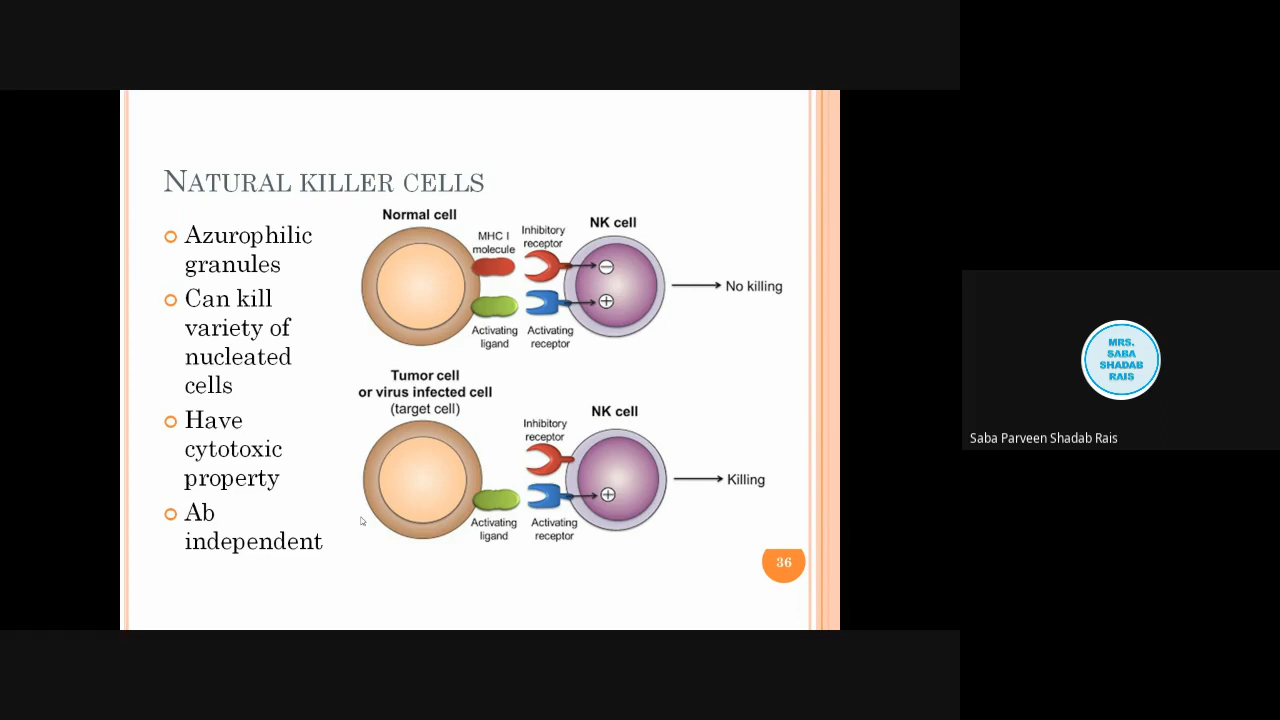 NATURAL KILLER CELLS
Azurophilic
granules
Can kill
variety of
nucleated
cells
Have
cytotoxic
property
Ab
independent
Normal cell
MHC I
molecule
Inhibitory
receptor
NK cell
No killing
Activating
ligand
Activating
receptor
Tumor cell
or virus infected cell
(target cell)
Inhibitory
receptor
NK cell
Killing
Activating
ligand
Activating
receptor
36
MRS.
SABA
SHADAB
RAIS
Saba Parveen Shadab Rais